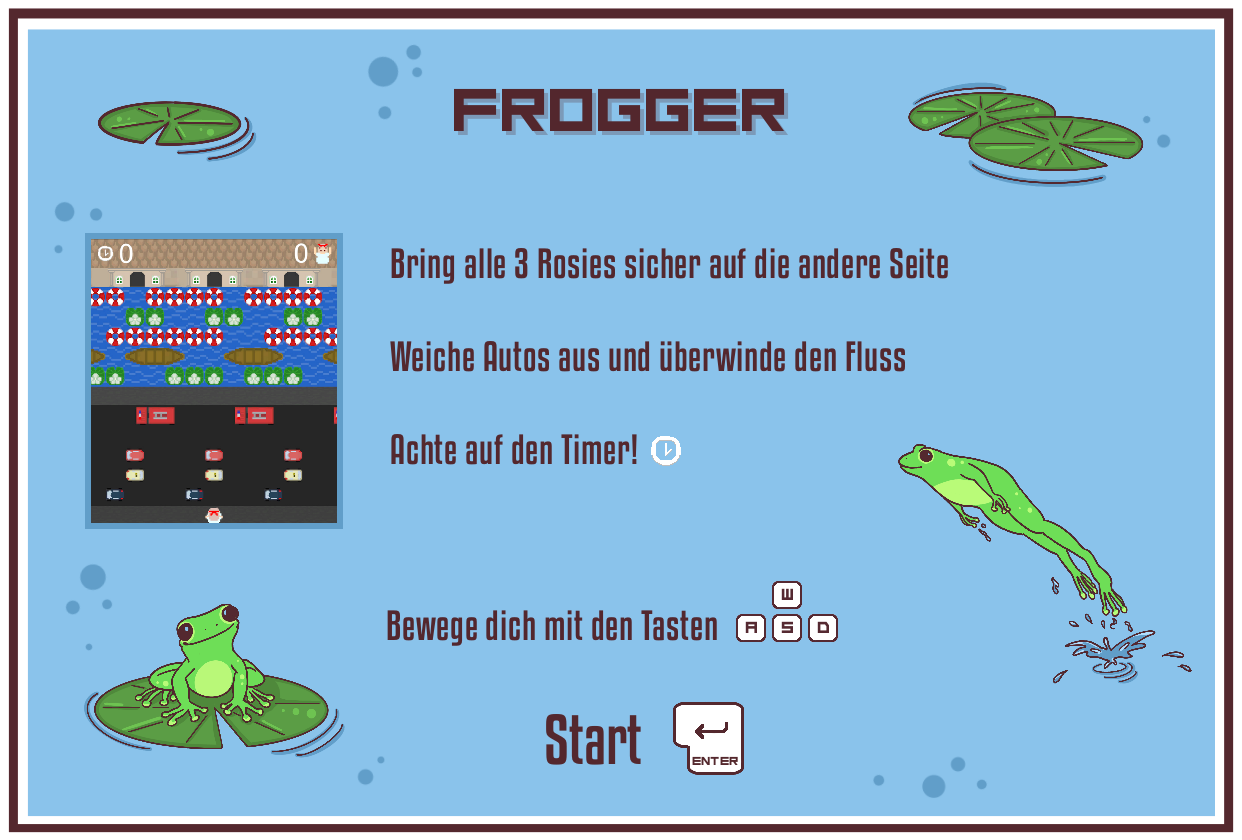 FROGGER
0 0
Bring alle 3 Rosies sicher auf die andere Seite
Weiche Autos aus und überwinde den Fluss
Achte auf den Timer!
Bewege dich mit den Tasten
W
A S D
Start
ENTER